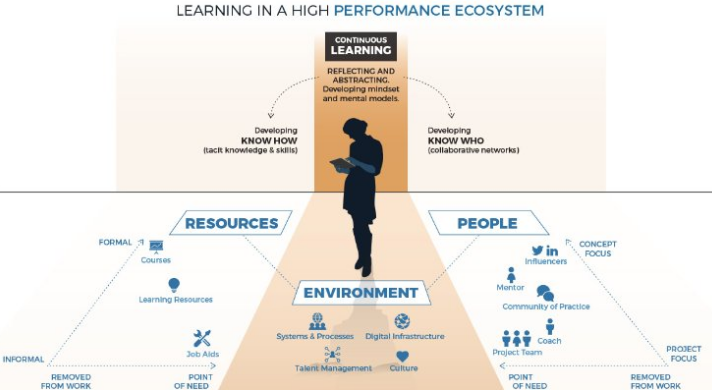 LEARNING IN A HIGH PERFORMANCE ECOSYSTEM
CONTINUOUS
LEARNING
REFLECTING AND
ABSTRACTING.
Developing mindset
and mental models.
Developing
KNOW HOW
(tacit knowledge & skills)
Developing
KNOW WHO
(collaborative networks)
RESOURCES
PEOPLE
FORMAL
Courses
Learning Resources
Job Aids
INFORMAL
REMOVED
FROM WORK
POINT
OF NEED
ENVIRONMENT
Systems & Processes
Digital Infrastructure
Talent Management
Culture
CONCEPT
FOCUS
in
Influencers
Mentor
Community of Practice
Coach
Project Team
PROJECT
FOCUS
POINT
OF NEED
REMOVED
FROM WORK